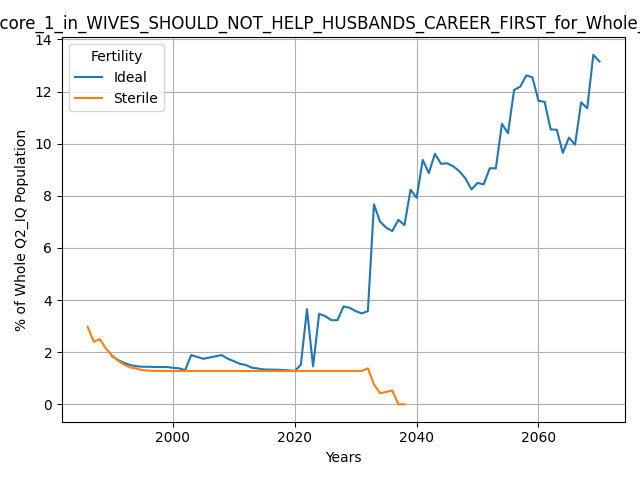 core_1_in_WIVES_SHOULD_NOT_HELP_HUSBANDS_CAREER_FIRST_for_Whole_
Fertility
Ideal
Sterile
% of Whole Q2_IQ Population
14
12
10
8
6
4
2
0
2000 2020 2040 2060
Years